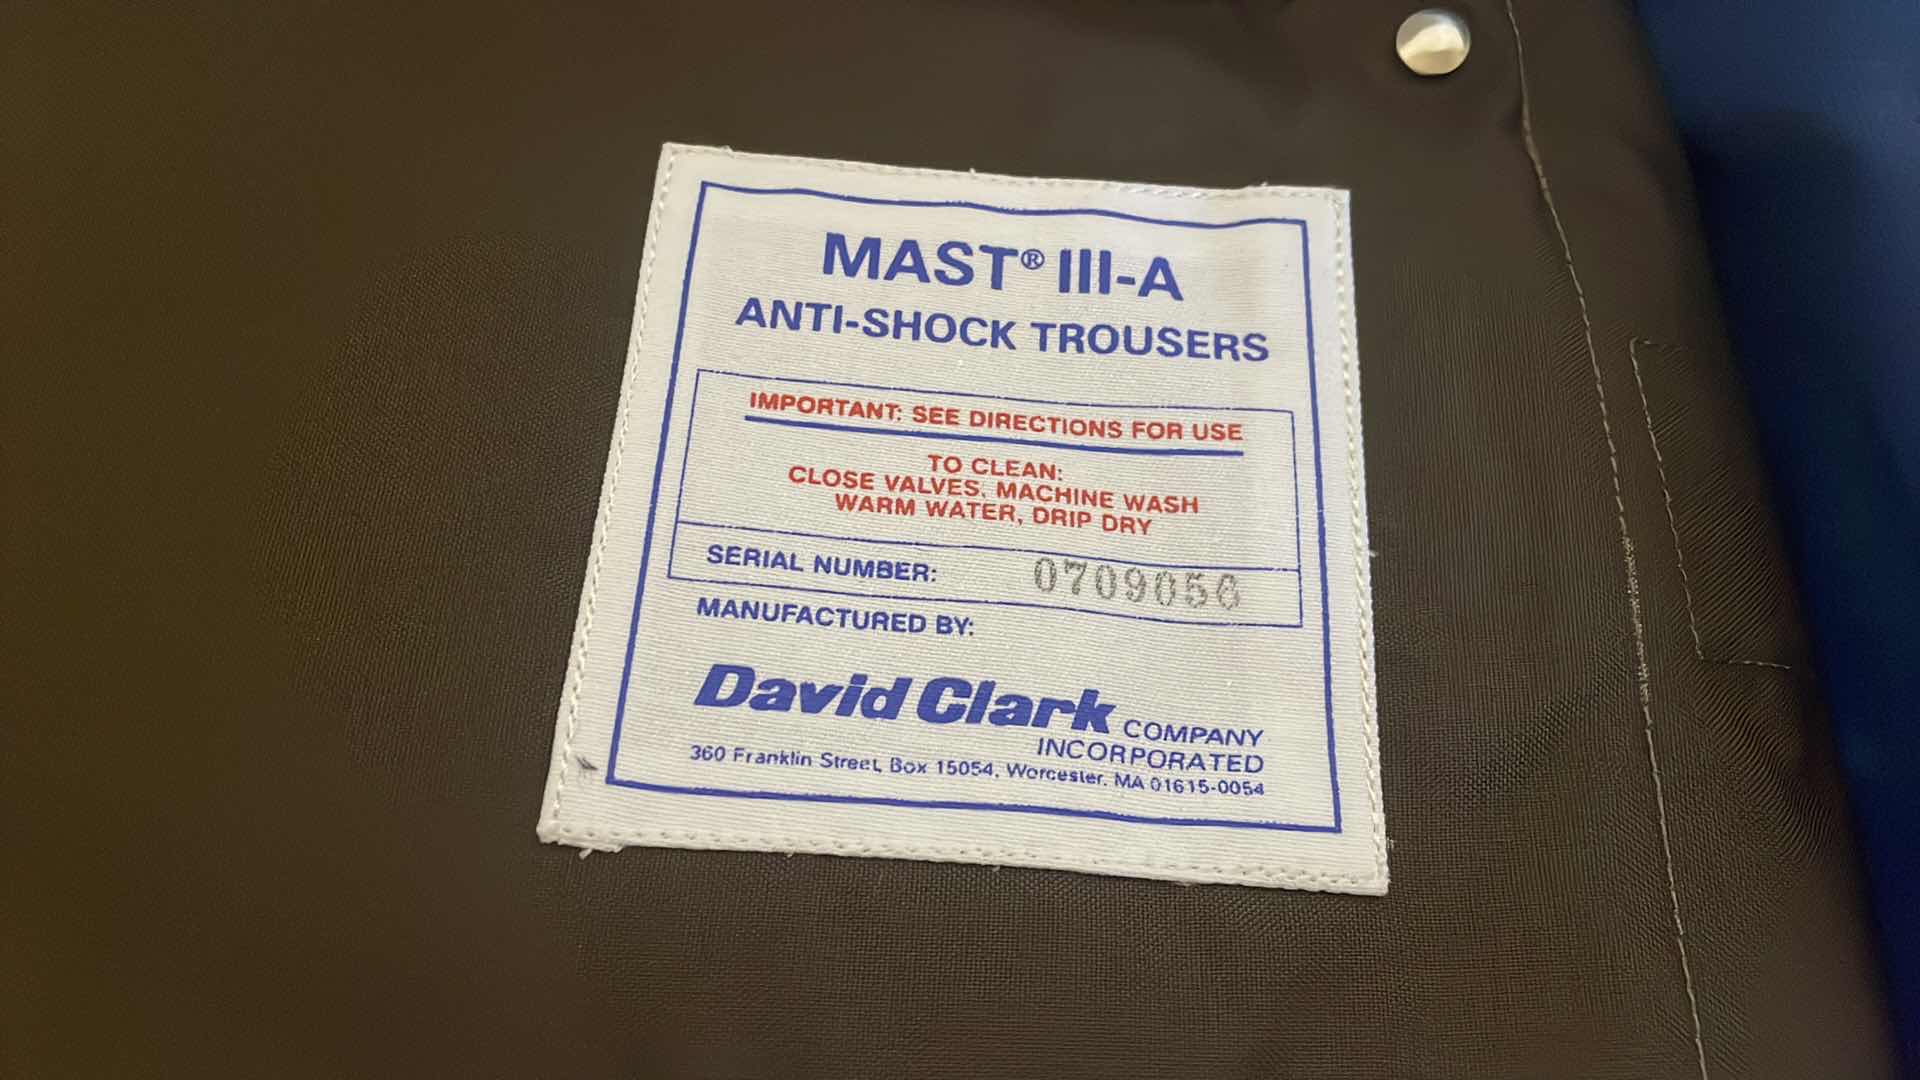 MAST® III-A
ANTI-SHOCK TROUSERS
IMPORTANT: SEE DIRECTIONS FOR USE
TO CLEAN:
CLOSE VALVES, MACHINE WASH
WARM WATER, DRIP DRY
SERIAL NUMBER: 0709056
MANUFACTURED BY:
David Clark COMPANY
INCORPORATED
360 Franklin Street, Box 15054, Worcester, MA 01615-0054